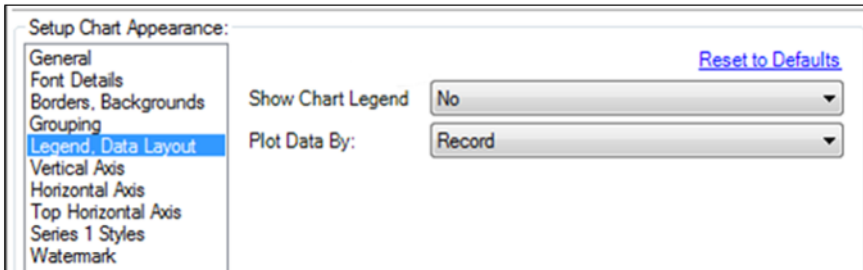 Setup Chart Appearance:
General
Font Details
Borders, Backgrounds
Grouping
Legend, Data Layout
Vertical Axis
Horizontal Axis
Top Horizontal Axis
Series 1 Styles
Watermark
Reset to Defaults
Show Chart Legend No
Plot Data By: Record